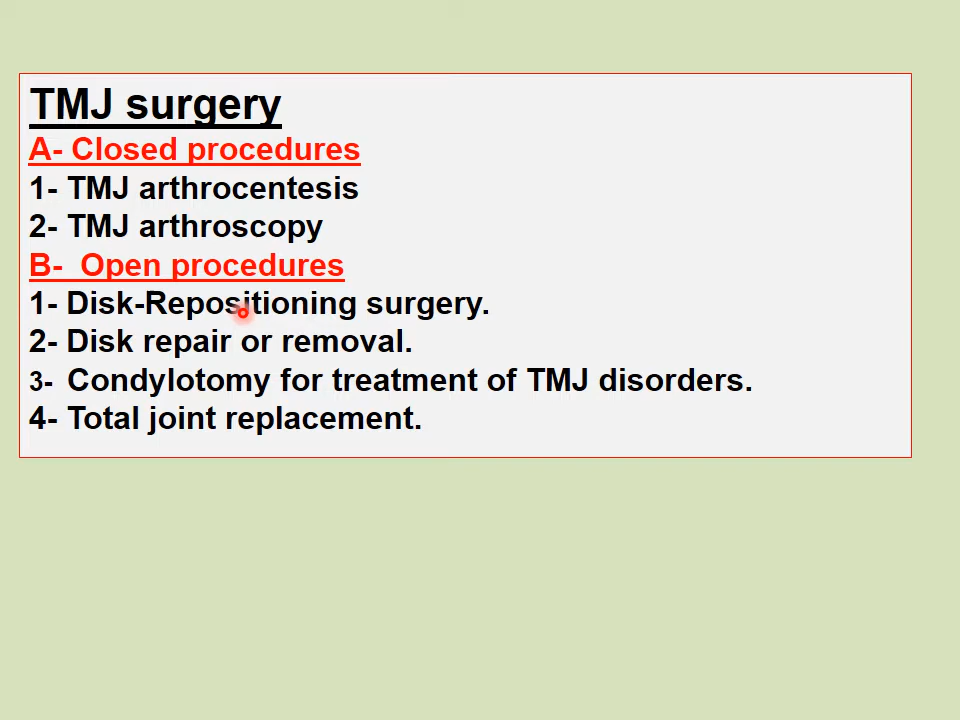 TMJ surgery
A- Closed procedures
1- TMJ arthrocentesis
2- TMJ arthroscopy
B-  Open procedures
1- Disk-Repositioning surgery.
2- Disk repair or removal.
3-  Condylotomy for treatment of TMJ disorders.
4- Total joint replacement.